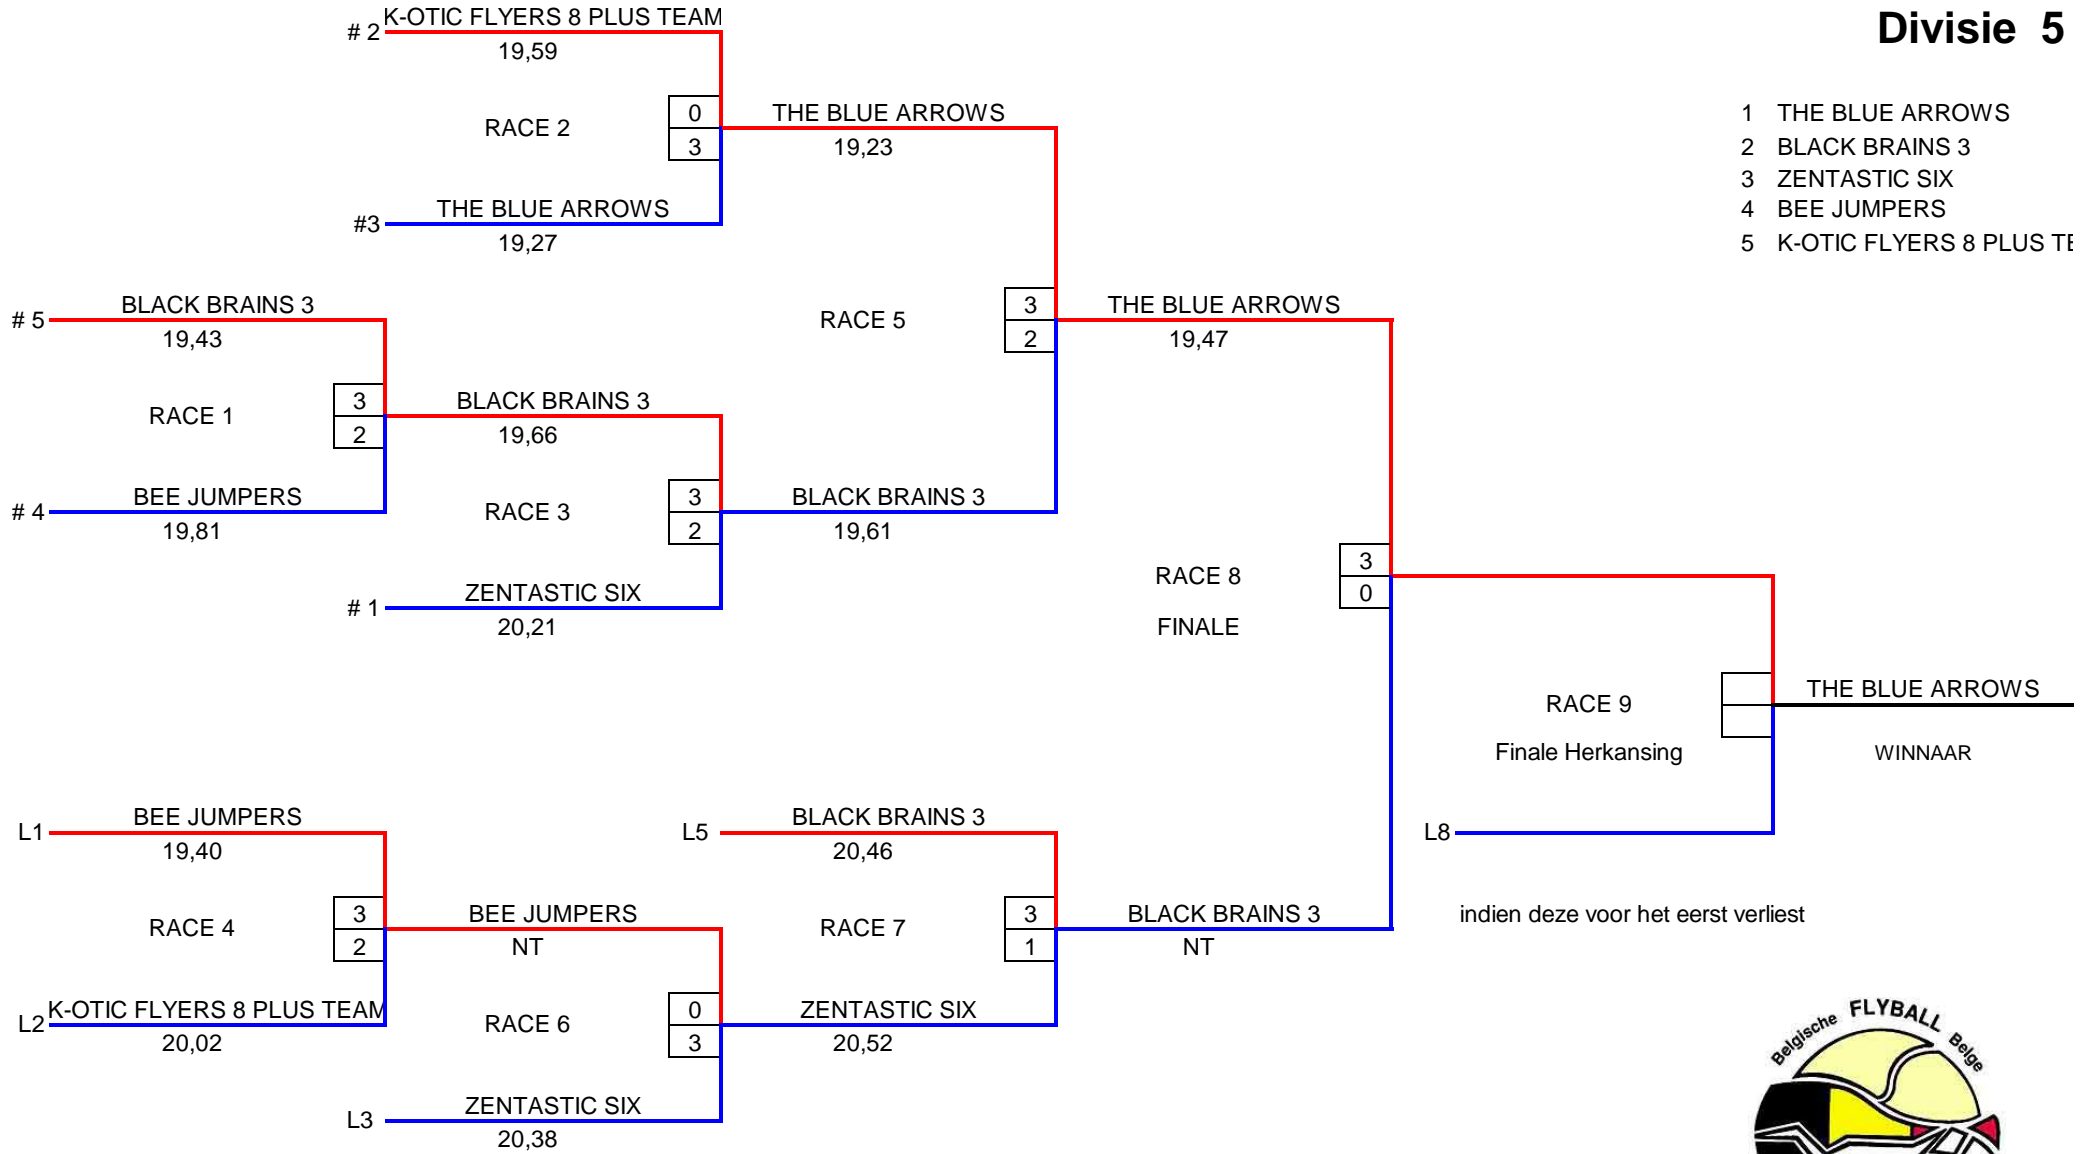 K-OTIC FLYERS 8 PLUS TEAM
# 2
19,59
Divisie 5
RACE 2
0
3
THE BLUE ARROWS
19,23
#3
THE BLUE ARROWS
19,27
1 THE BLUE ARROWS
2 BLACK BRAINS 3
3 ZENTASTIC SIX
4 BEE JUMPERS
5 K-OTIC FLYERS 8 PLUS TE
# 5
BLACK BRAINS 3
19,43
RACE 5
3
2
THE BLUE ARROWS
19,47
RACE 1
3
2
BLACK BRAINS 3
19,66
# 4
BEE JUMPERS
19,81
RACE 3
3
2
BLACK BRAINS 3
19,61
# 1
ZENTASTIC SIX
20,21
RACE 8
3
0
FINALE
RACE 9
Finale Herkansing
THE BLUE ARROWS
WINNAAR
L1
BEE JUMPERS
19,40
L5
BLACK BRAINS 3
20,46
L8
RACE 4
3
2
BEE JUMPERS
NT
RACE 7
3
1
BLACK BRAINS 3
NT
indien deze voor het eerst verliest
L2
K-OTIC FLYERS 8 PLUS TEAM
20,02
RACE 6
0
3
ZENTASTIC SIX
20,52
L3
ZENTASTIC SIX
20,38
Belgische FLYBALL Belge